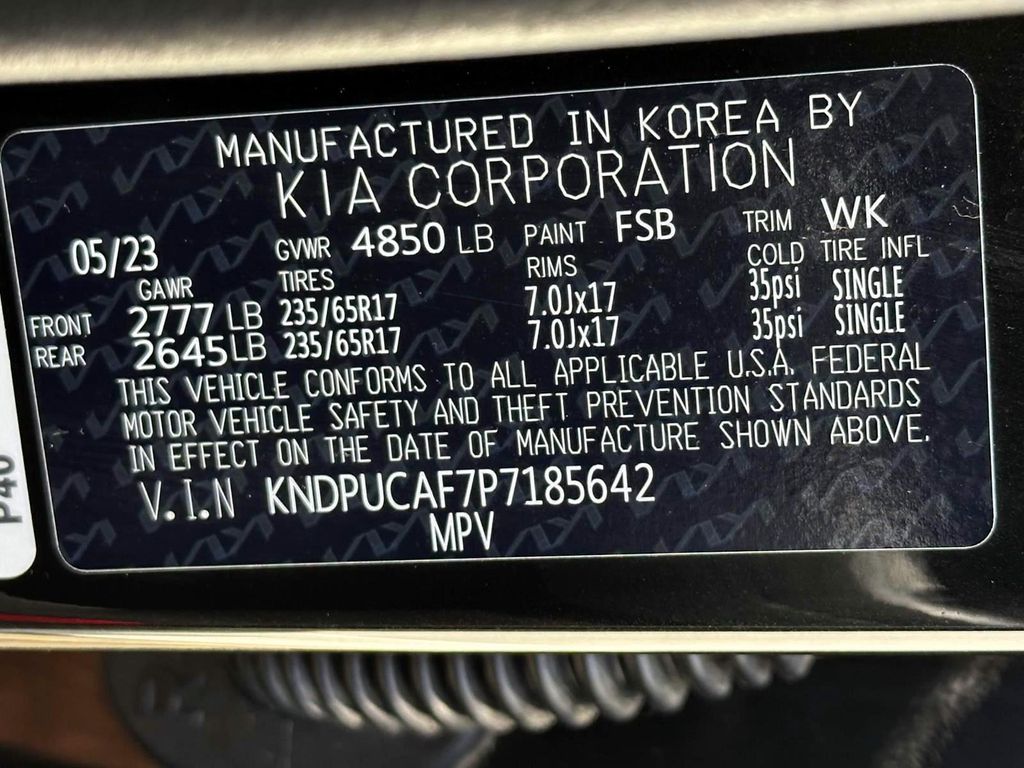 MANUFACTURED IN KOREA BY
KIA CORPORATION
05/23 GVWR 4850 LB PAINT FSB TRIM WK
GAWR TIRES RIMS COLD TIRE INFL
FRONT 2777 LB 235/65R17 7.0Jx17 35psi SINGLE
REAR 2645 LB 235/65R17 7.0Jx17 35psi SINGLE
THIS VEHICLE CONFORMS TO ALL APPLICABLE U.S.A. FEDERAL
MOTOR VEHICLE SAFETY AND THEFT PREVENTION STANDARDS
IN EFFECT ON THE DATE OF MANUFACTURE SHOWN ABOVE.
V.I.N KNDPUCAF7P7185642
MPV
P40